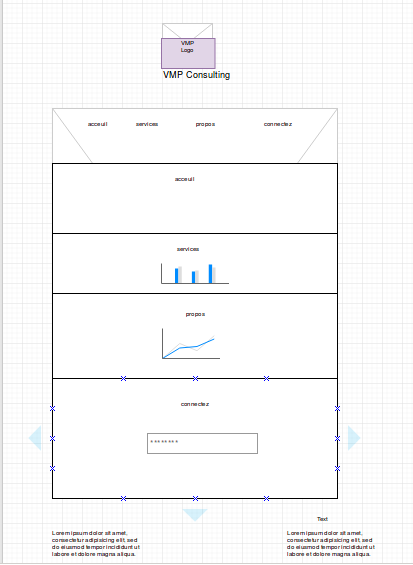 VMP
Logo
VMP Consulting
acceuil services propos connectez
acceuil
services
propos
connectez
********
Text
Lorem ipsum dolor sit amet,
consectetur adipisicing elit, sed
do eiusmod tempor incididunt ut
labore et dolore magna aliqua.
Lorem ipsum dolor sit amet,
consectetur adipisicing elit, sed
do eiusmod tempor incididunt ut
labore et dolore magna aliqua.